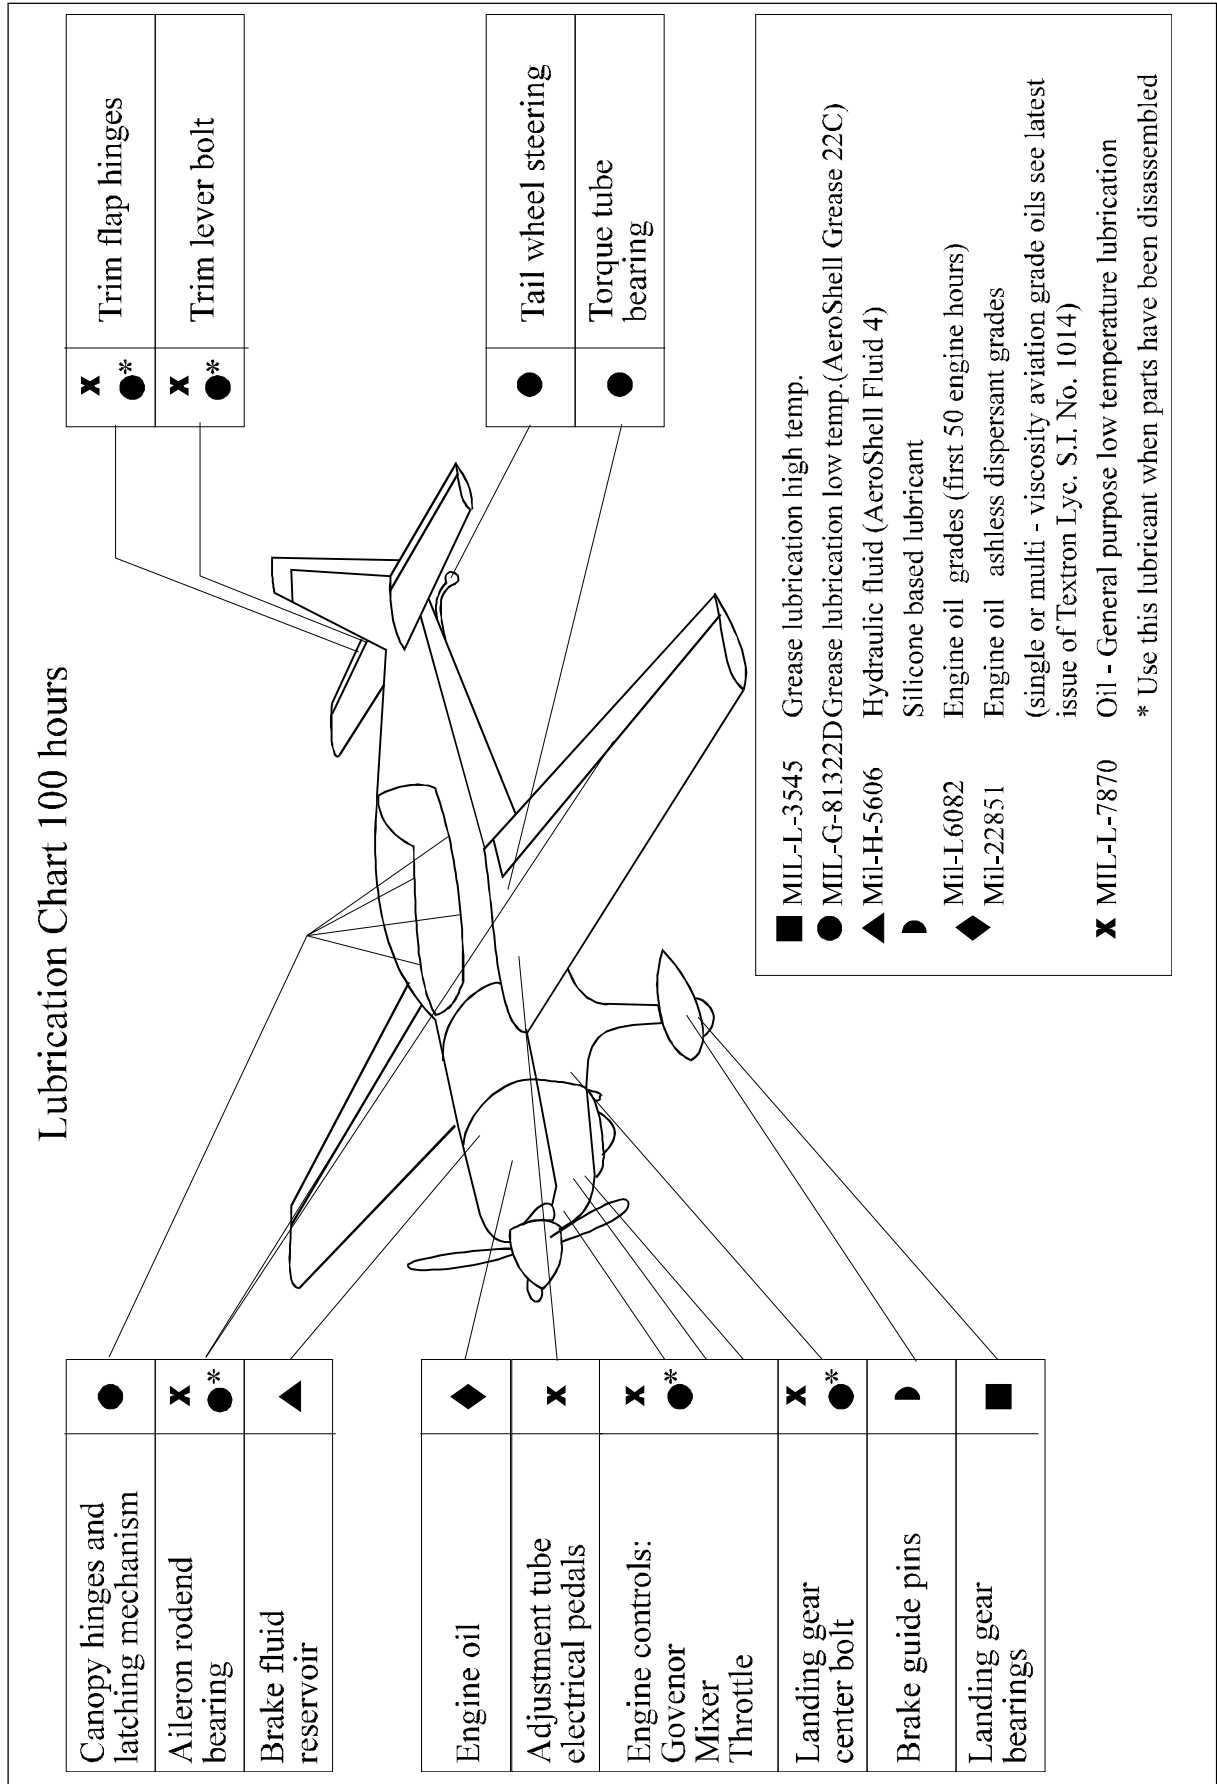 Lubrication Chart 100 hours
Canopy hinges and
latching mechanism
Aileron rodend
bearing
*
Brake fluid
reservoir
Engine oil
Adjustment tube
electrical pedals
Engine controls:
Govenor
Mixer
Throttle
*
Landing gear
center bolt
*
Brake guide pins
Landing gear
bearings
Trim flap hinges
*
Trim lever bolt
*
Tail wheel steering
Torque tube
bearing
MIL-L-3545 Grease lubrication high temp.
MIL-G-81322D Grease lubrication low temp.(AeroShell Grease 22C)
Mil-H-5606 Hydraulic fluid (AeroShell Fluid 4)
Silicone based lubricant
Mil-L6082 Engine oil grades (first 50 engine hours)
Mil-22851 Engine oil ashless dispersant grades
(single or multi - viscosity aviation grade oils see latest
issue of Textron Lyc. S.I. No. 1014)
MIL-L-7870 Oil - General purpose low temperature lubrication
* Use this lubricant when parts have been disassembled